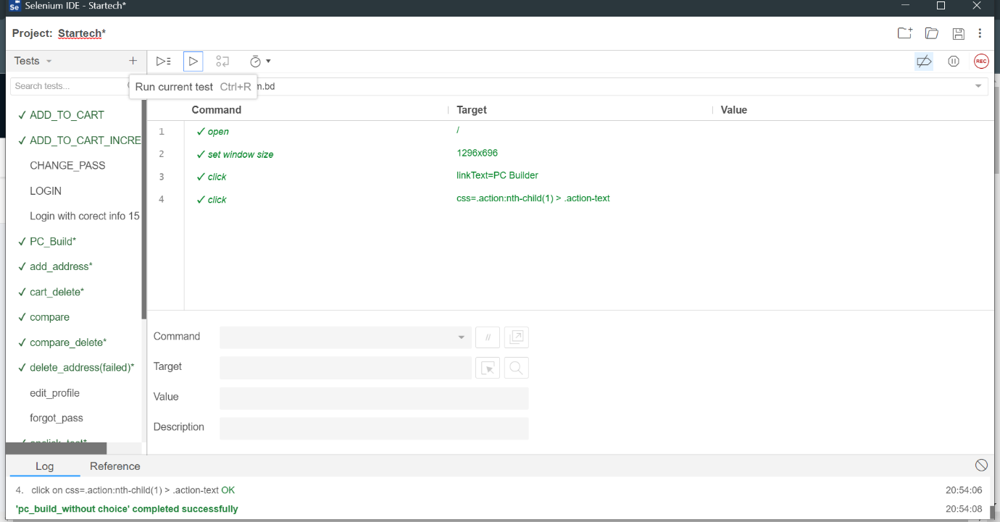 Selenium IDE - Startech*
Project: Startech*
Tests
Search tests...
Run current test Ctrl+R
n.bd
Command Target Value
✓ ADD_TO_CART
✓ ADD_TO_CART_INCRE
CHANGE_PASS
LOGIN
Login with corect info 15
✓ PC_Build*
✓ add_address*
✓ cart_delete*
✓ compare
✓ compare_delete*
✓ delete_address(failed)*
edit_profile
forgot_pass
1 ✓ open /
2 ✓ set window size 1296x696
3 ✓ click linkText=PC Builder
4 ✓ click css=.action:nth-child(1) > .action-text
REC
Command //
Target
Value
Description
Log Reference
4. click on css=.action:nth-child(1) > .action-text OK 20:54:06
'pc_build_without choice' completed successfully 20:54:08